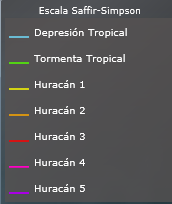 Escala Saffir-Simpson
Depresión Tropical
Tormenta Tropical
Huracán 1
Huracán 2
Huracán 3
Huracán 4
Huracán 5